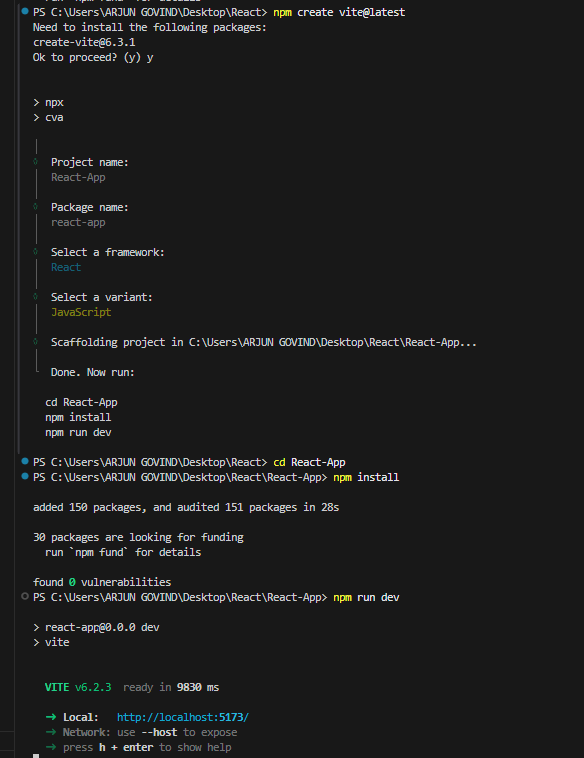 PS C:\Users\ARJUN GOVIND\Desktop\React> npm create vite@latest
Need to install the following packages:
create-vite@6.3.1
Ok to proceed? (y) y
> npx
> cva
Project name:
React-App
Package name:
react-app
Select a framework:
React
Select a variant:
JavaScript
Scaffolding project in C:\Users\ARJUN GOVIND\Desktop\React\React-App...
Done. Now run:
cd React-App
npm install
npm run dev
PS C:\Users\ARJUN GOVIND\Desktop\React> cd React-App
PS C:\Users\ARJUN GOVIND\Desktop\React\React-App> npm install
added 150 packages, and audited 151 packages in 28s
30 packages are looking for funding
run `npm fund` for details
found 0 vulnerabilities
PS C:\Users\ARJUN GOVIND\Desktop\React\React-App> npm run dev
> react-app@0.0.0 dev
> vite
VITE v6.2.3 ready in 9830 ms
➜ Local: http://localhost:5173/
➜ Network: use --host to expose
➜ press h + enter to show help